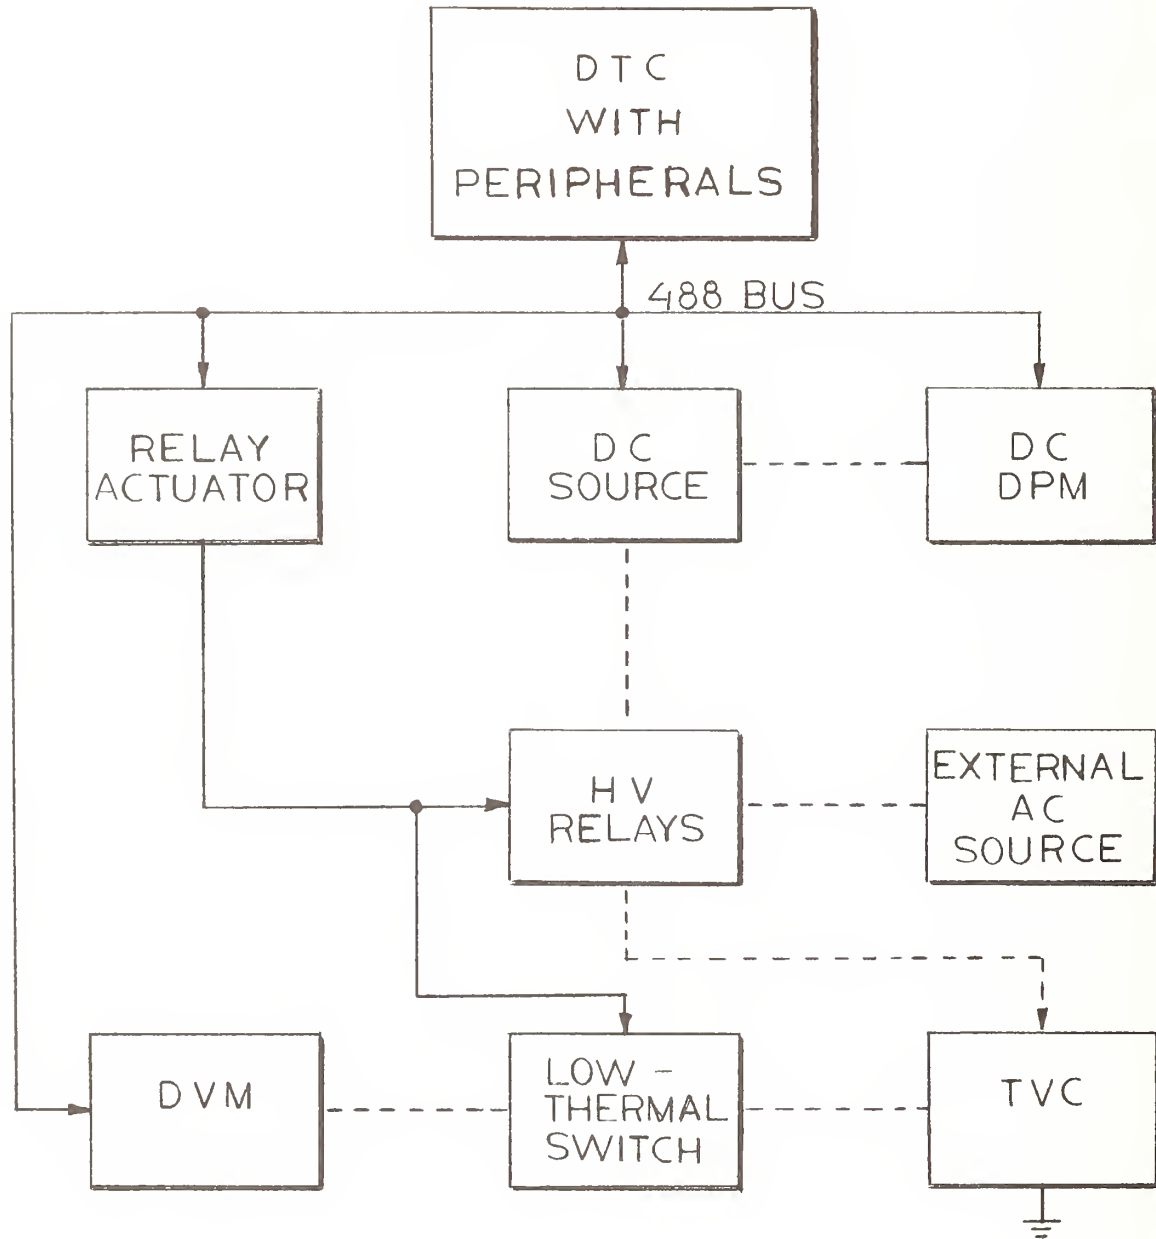 DTC
WITH
PERIPHERALS
488 BUS
RELAY
ACTUATOR
DC
SOURCE
DC
DPM
HV
RELAYS
EXTERNAL
AC
SOURCE
DVM
LOW-
THERMAL
SWITCH
TVC